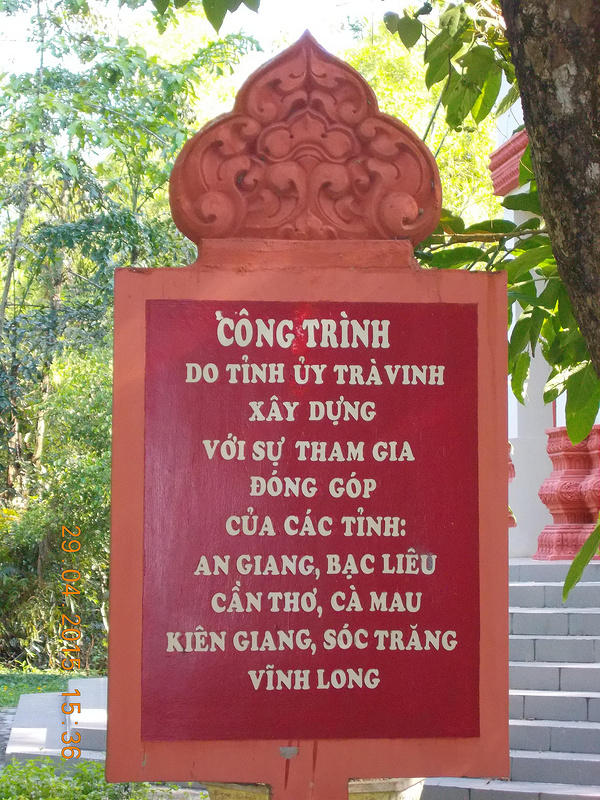 CÔNG TRÌNH
DO TỈNH ỦY TRÀ VINH
XÂY DỰNG
VỚI SỰ THAM GIA
ĐÓNG GÓP
CỦA CÁC TỈNH:
AN GIANG, BẠC LIÊU
CẦN THƠ, CÀ MAU
KIÊN GIANG, SÓC TRĂNG
VĨNH LONG
29 04 2015 15:36